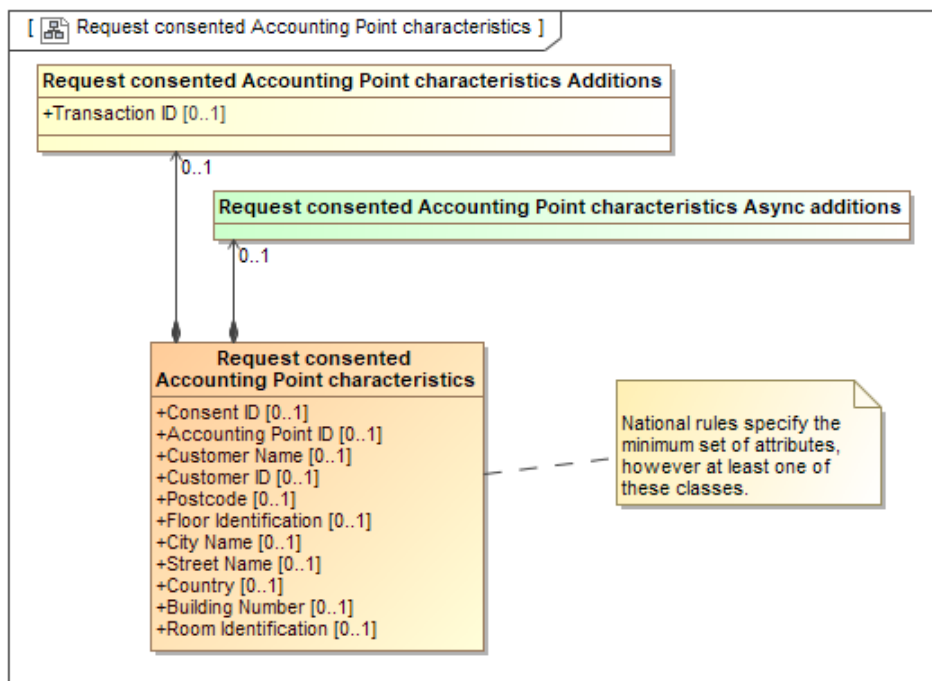 [ Request consented Accounting Point characteristics ]
Request consented Accounting Point characteristics Additions
+Transaction ID [0..1]
0..1
Request consented Accounting Point characteristics Async additions
0..1
Request consented
Accounting Point characteristics
+Consent ID [0..1]
+Accounting Point ID [0..1]
+Customer Name [0..1]
+Customer ID [0..1]
+Postcode [0..1]
+Floor Identification [0..1]
+City Name [0..1]
+Street Name [0..1]
+Country [0..1]
+Building Number [0..1]
+Room Identification [0..1]
National rules specify the
minimum set of attributes,
however at least one of
these classes.